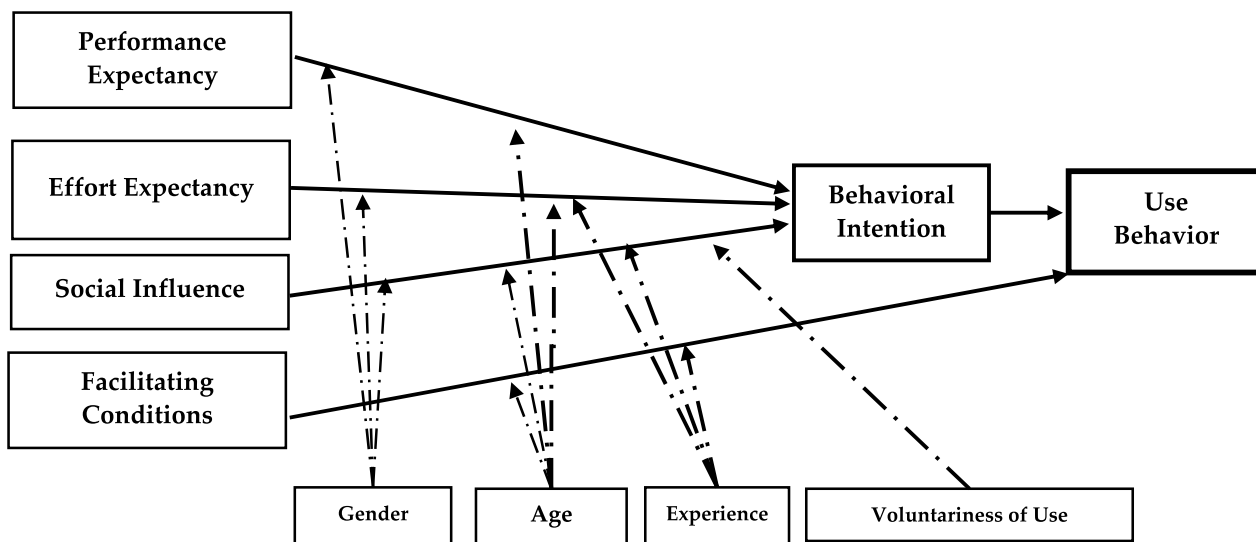 Performance
Expectancy
Effort Expectancy
Social Influence
Facilitating
Conditions
Behavioral
Intention
Use
Behavior
Gender
Age
Experience
Voluntariness of Use